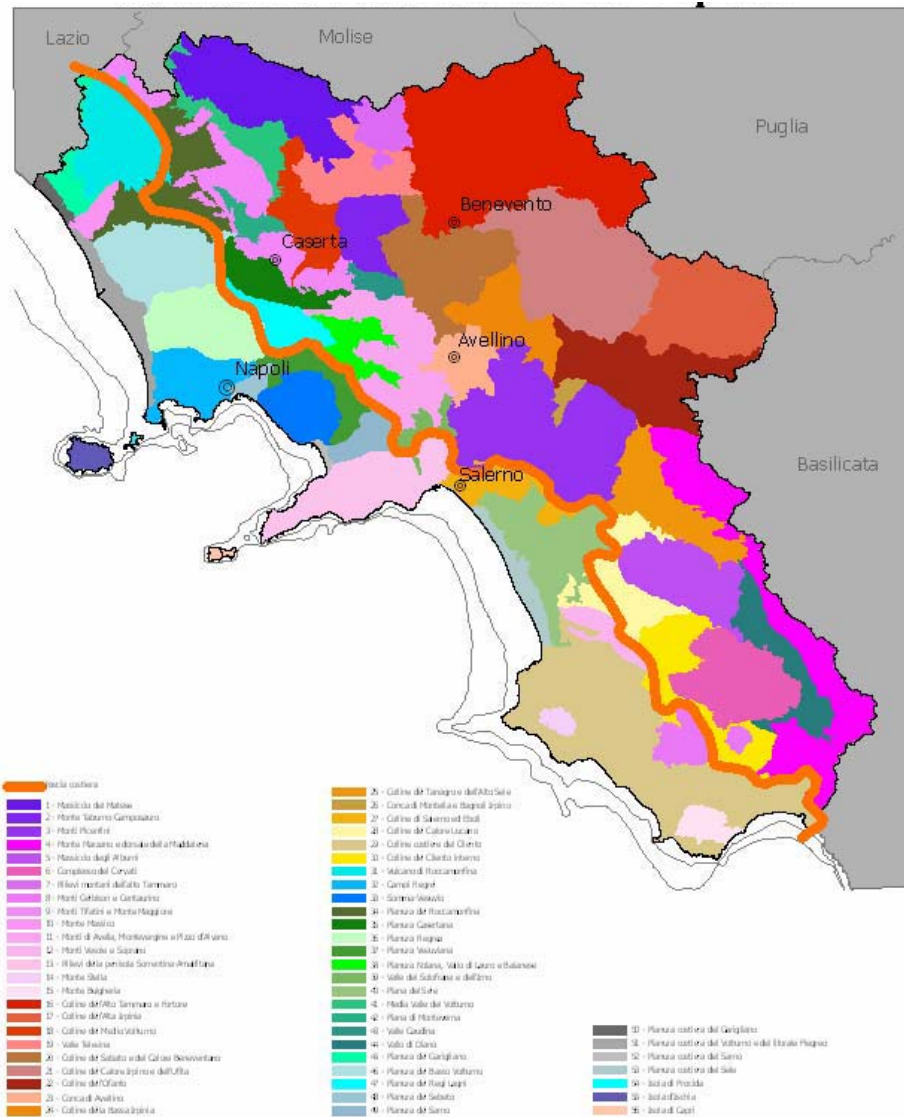 Lazio
Molise
Puglia
Benevento
Caserta
Avellino
Napoli
Basilicata
Salerno
fascia costiera
1 - Massiccio del Matese
2 - Monte Taburno Camposauro
3 - Monti Picentini
4 - Monte Marzano e dorsale della Maddalena
5 - Massiccio degli Alburni
6 - Complesso del Cervati
7 - Rilievi montani dell'alto Tammaro
8 - Monti Gelbison e Centaurino
9 - Monti Tifatini e Monte Maggiore
10 - Monte Massico
11 - Monti di Avella, Montevergine e Pizzo d'Alvano
12 - Monti Vesole e Soprano
13 - Rilievi della penisola Sorrentina-Amalfitana
14 - Monte Stella
15 - Monte Bulgheria
16 - Colline dell'Alto Tammaro e Fortore
17 - Colline dell'Alta Irpinia
18 - Colline del Medio Volturno
19 - Valle Telesina
20 - Colline del Sabato e del Calore Beneventano
21 - Colline del Calore Irpino e dell'Ufita
22 - Colline dell'Ofanto
23 - Conca di Avellino
24 - Colline della Bassa Irpinia
25 - Colline del Tanagro e dell'Alto Sele
26 - Conca di Montella e Bagnoli Irpino
27 - Colline di Salerno ed Eboli
28 - Colline del Calore Lucano
29 - Colline costiere del Cilento
30 - Colline del Cilento interno
31 - Vulcano di Roccamonfina
32 - Campi Flegrei
33 - Somma-Vesuvio
34 - Pianura del Roccamonfina
35 - Pianura Casertana
36 - Pianura Flegrea
37 - Pianura Vesuviana
38 - Pianura Nolana, Vallo di Lauro e Baianese
39 - Valle del Solofrana e dell'Irno
40 - Piana del Sele
41 - Media Valle del Volturno
42 - Piana di Monteverna
43 - Valle Caudina
44 - Vallo di Diano
45 - Pianura del Garigliano
46 - Pianura del Basso Volturno
47 - Pianura dei Regi Lagni
48 - Pianura del Sebeto
49 - Pianura del Sarno
50 - Pianura costiera del Garigliano
51 - Pianura costiera del Volturno e del litorale Flegreo
52 - Pianura costiera del Sarno
53 - Pianura costiera del Sele
54 - Isola di Procida
55 - Isola d'Ischia
56 - Isola di Capri